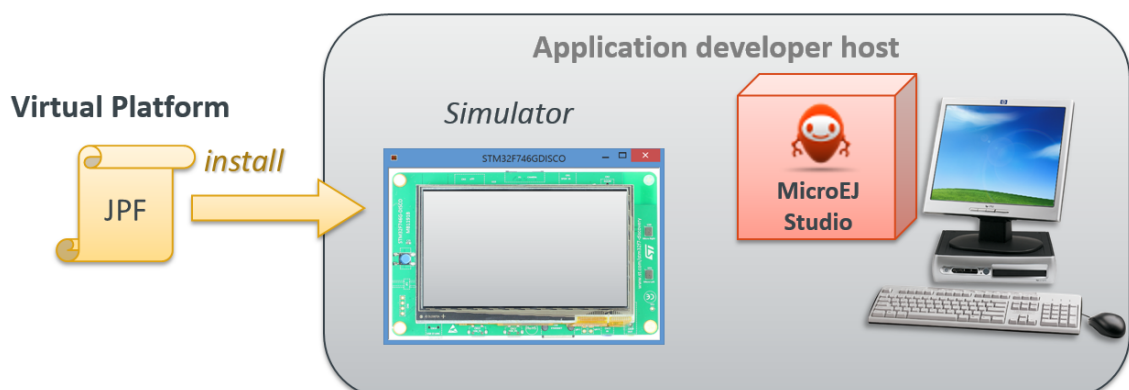 Application developer host
Virtual Platform
Simulator
install
JPF
STM32F746GDISCO
MicroEJ
Studio